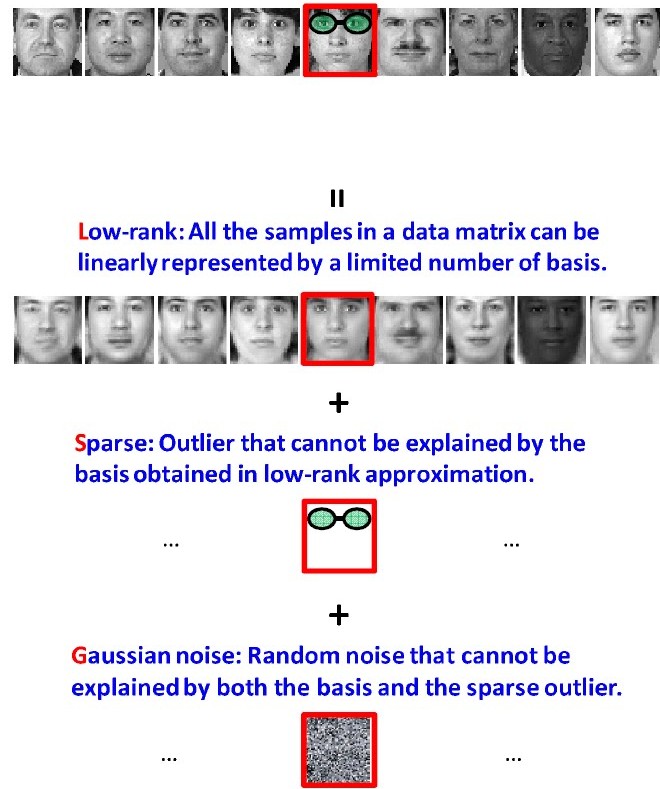 =
Low-rank: All the samples in a data matrix can be
linearly represented by a limited number of basis.
+
Sparse: Outlier that cannot be explained by the
basis obtained in low-rank approximation.
... ...
+
Gaussian noise: Random noise that cannot be
explained by both the basis and the sparse outlier.
... ...